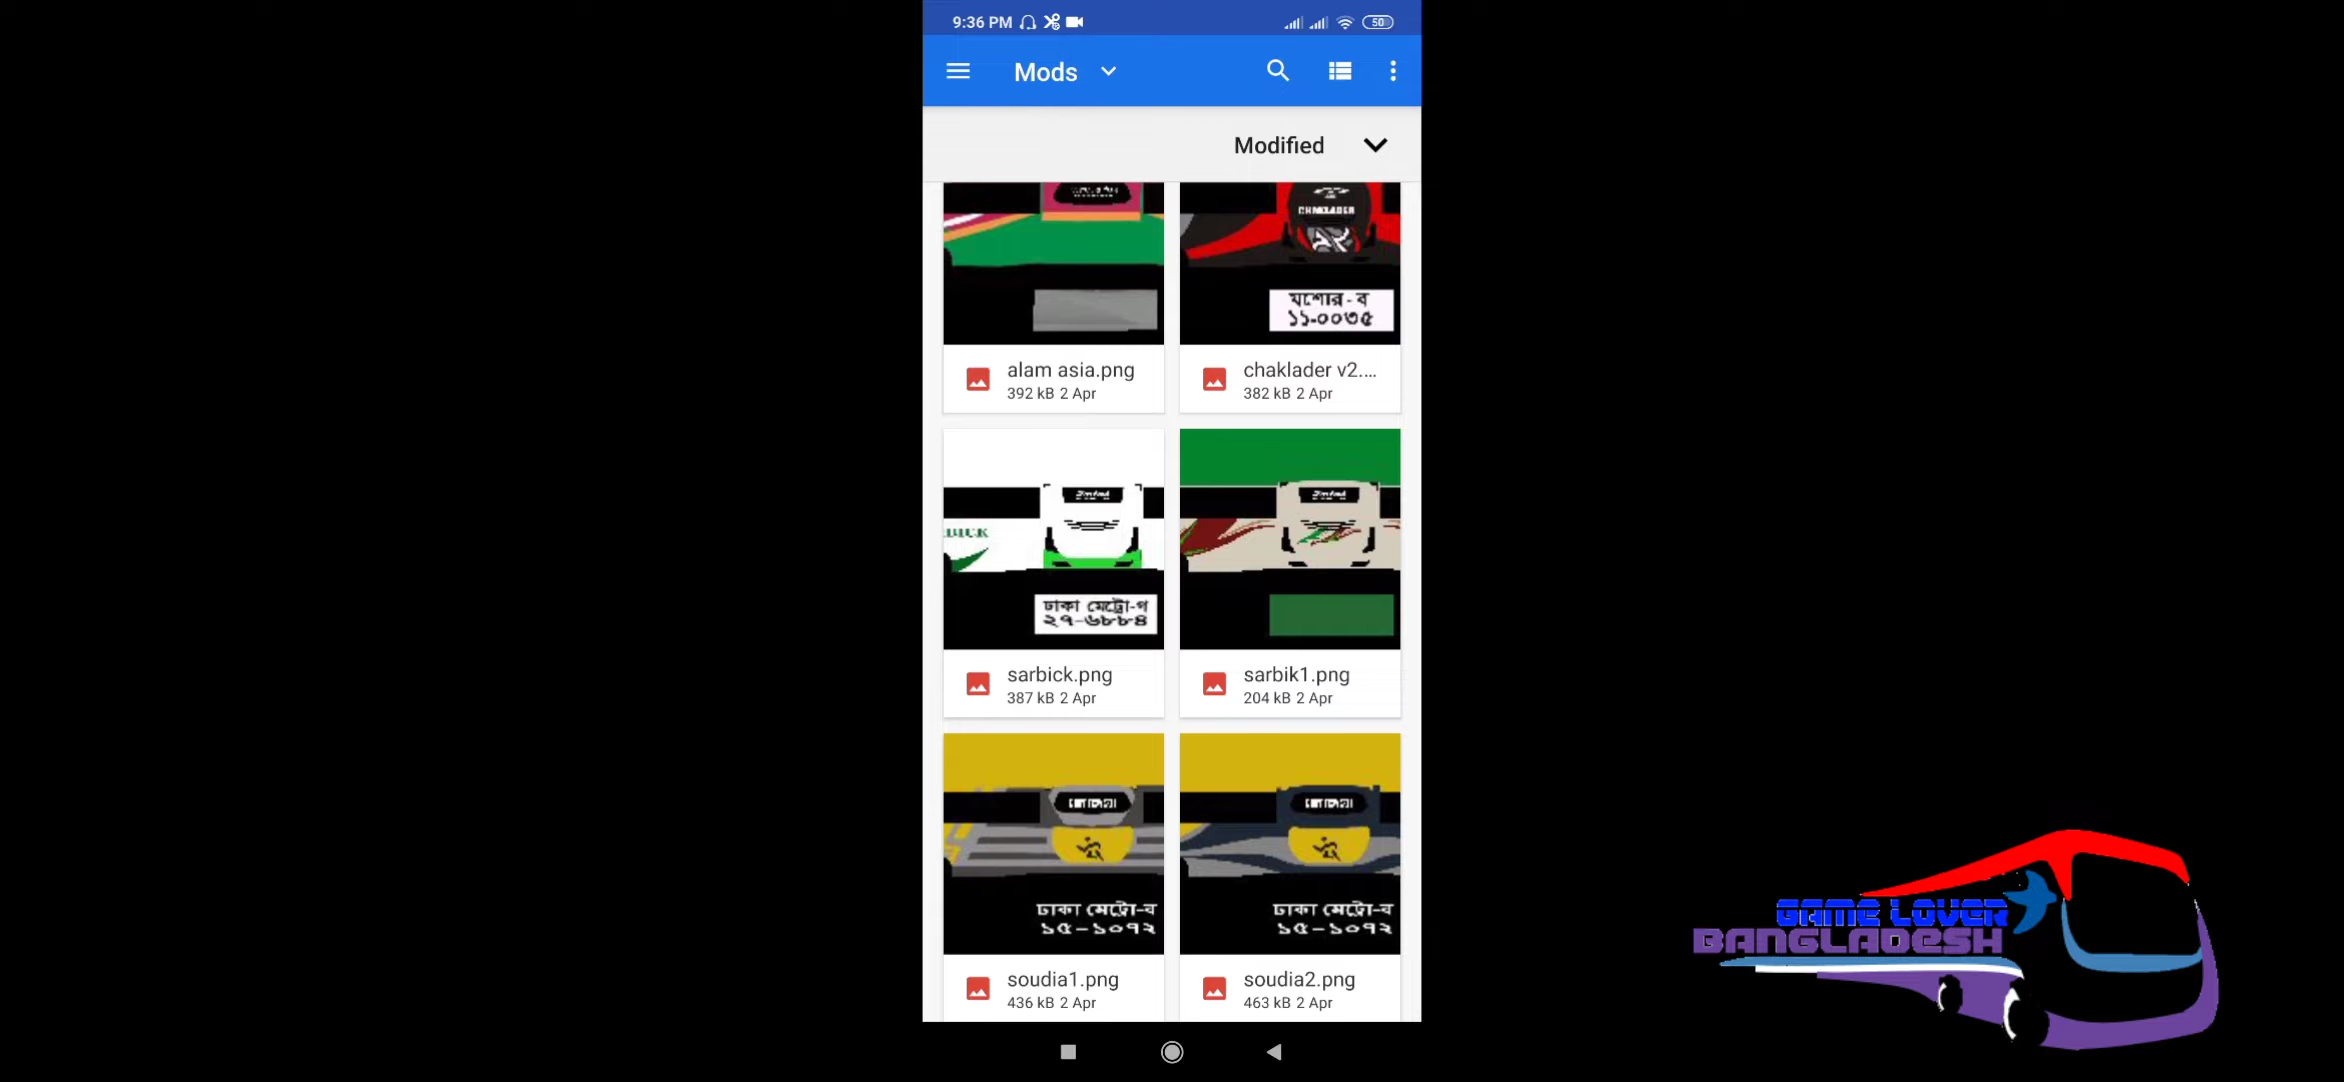 9:36 PM
50
Mods
Modified
CHAKLADER
যশোর - ব
১১-০০৩৫
alam asia.png
392 kB 2 Apr
chaklader v2....
382 kB 2 Apr
BICK
ঢাকা মেট্রো-গ
২৭-৬৮৮৪
sarbick.png
387 kB 2 Apr
sarbik1.png
204 kB 2 Apr
ঢাকা মেট্রো-ব
১৫-১০৭২
ঢাকা মেট্রো-ব
১৫-১০৭২
soudia1.png
436 kB 2 Apr
soudia2.png
463 kB 2 Apr
GAME LOVER
BANGLADESH